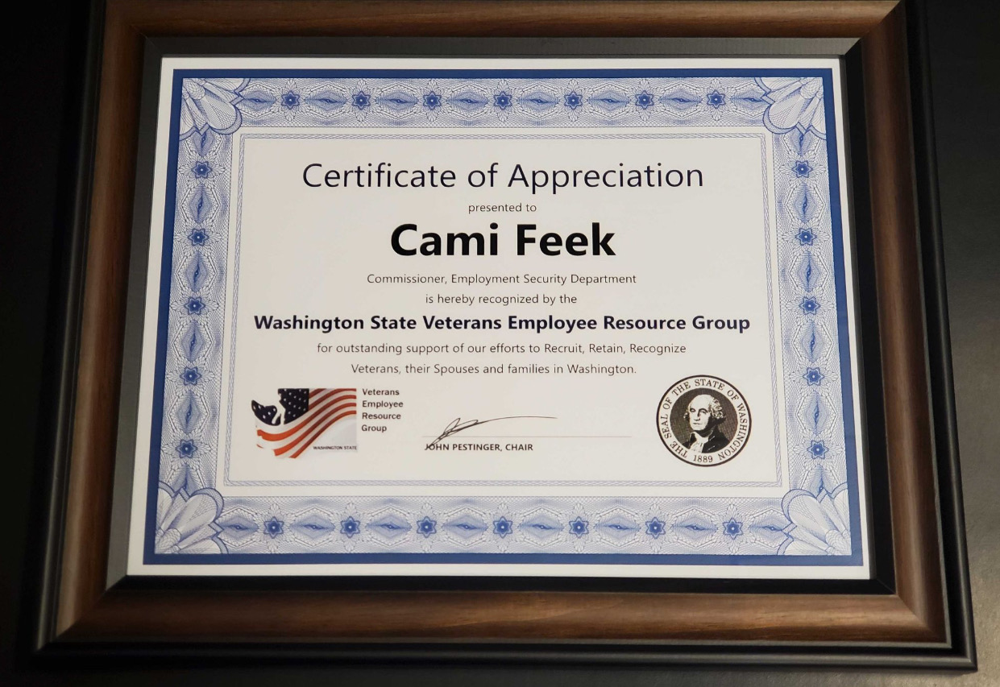 Certificate of Appreciation
presented to
Cami Feek
Commissioner, Employment Security Department
is hereby recognized by the
Washington State Veterans Employee Resource Group
for outstanding support of our efforts to Recruit, Retain, Recognize
Veterans, their Spouses and families in Washington.
Veterans
Employee
Resource
Group
WASHINGTON STATE
JOHN PESTINGER, CHAIR
THE SEAL OF THE STATE OF WASHINGTON
1889